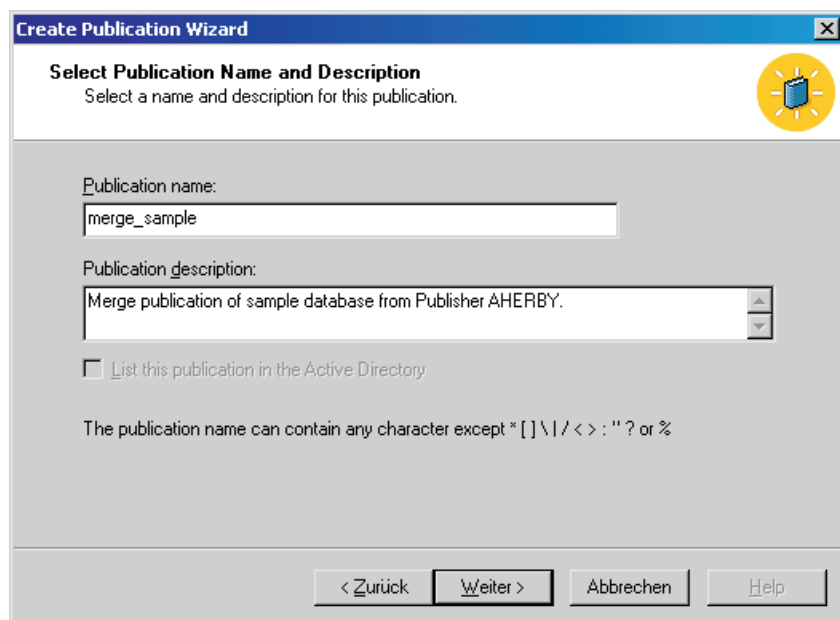 Create Publication Wizard
Select Publication Name and Description
Select a name and description for this publication.
Publication name:
merge_sample
Publication description:
Merge publication of sample database from Publisher AHERBY.
List this publication in the Active Directory
The publication name can contain any character except * [ ] \ | / < > : " ? or %
< Zurück
Weiter >
Abbrechen
Help